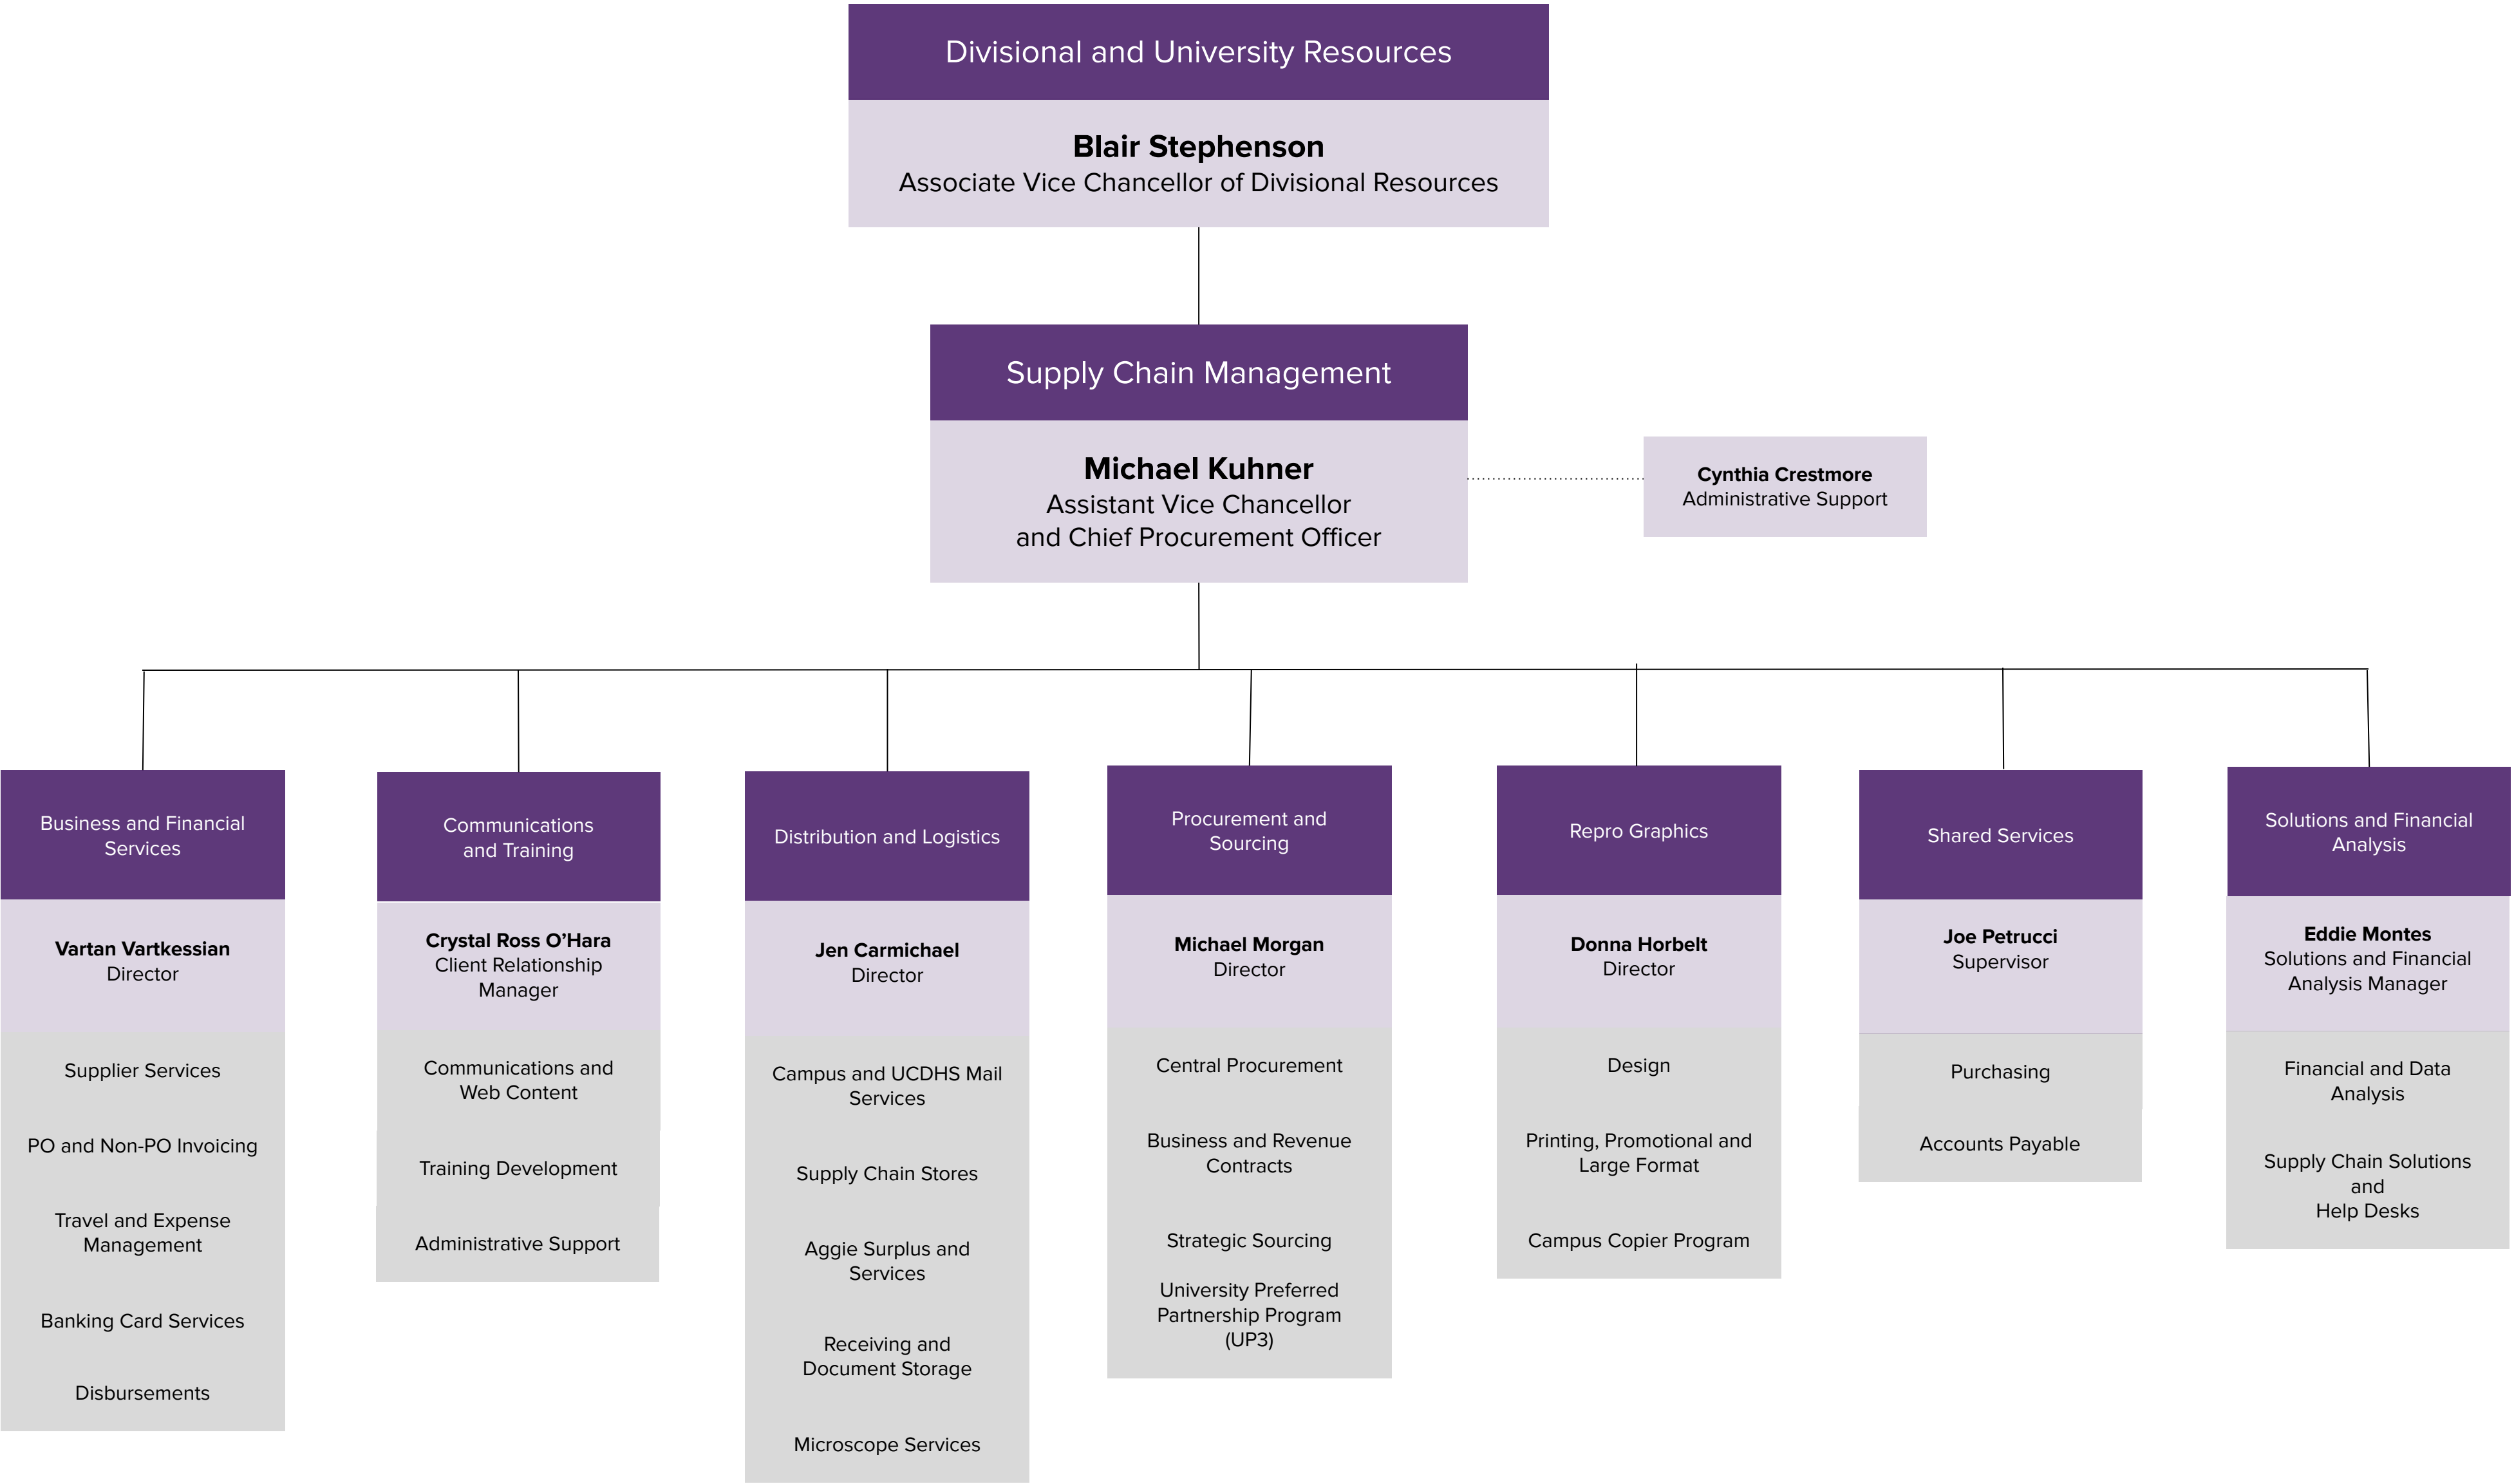 Divisional and University Resources
Blair Stephenson
Associate Vice Chancellor of Divisional Resources
Supply Chain Management
Michael Kuhner
Assistant Vice Chancellor
and Chief Procurement Officer
Cynthia Crestmore
Administrative Support
Business and Financial
Services
Vartan Vartkessian
Director
Supplier Services
PO and Non-PO Invoicing
Travel and Expense
Management
Banking Card Services
Disbursements
Communications
and Training
Crystal Ross O’Hara
Client Relationship
Manager
Communications and
Web Content
Training Development
Administrative Support
Distribution and Logistics
Jen Carmichael
Director
Campus and UCDHS Mail
Services
Supply Chain Stores
Aggie Surplus and
Services
Receiving and
Document Storage
Microscope Services
Procurement and
Sourcing
Michael Morgan
Director
Central Procurement
Business and Revenue
Contracts
Strategic Sourcing
University Preferred
Partnership Program
(UP3)
Repro Graphics
Donna Horbelt
Director
Design
Printing, Promotional and
Large Format
Campus Copier Program
Shared Services
Joe Petrucci
Supervisor
Purchasing
Accounts Payable
Solutions and Financial
Analysis
Eddie Montes
Solutions and Financial
Analysis Manager
Financial and Data
Analysis
Supply Chain Solutions
and
Help Desks